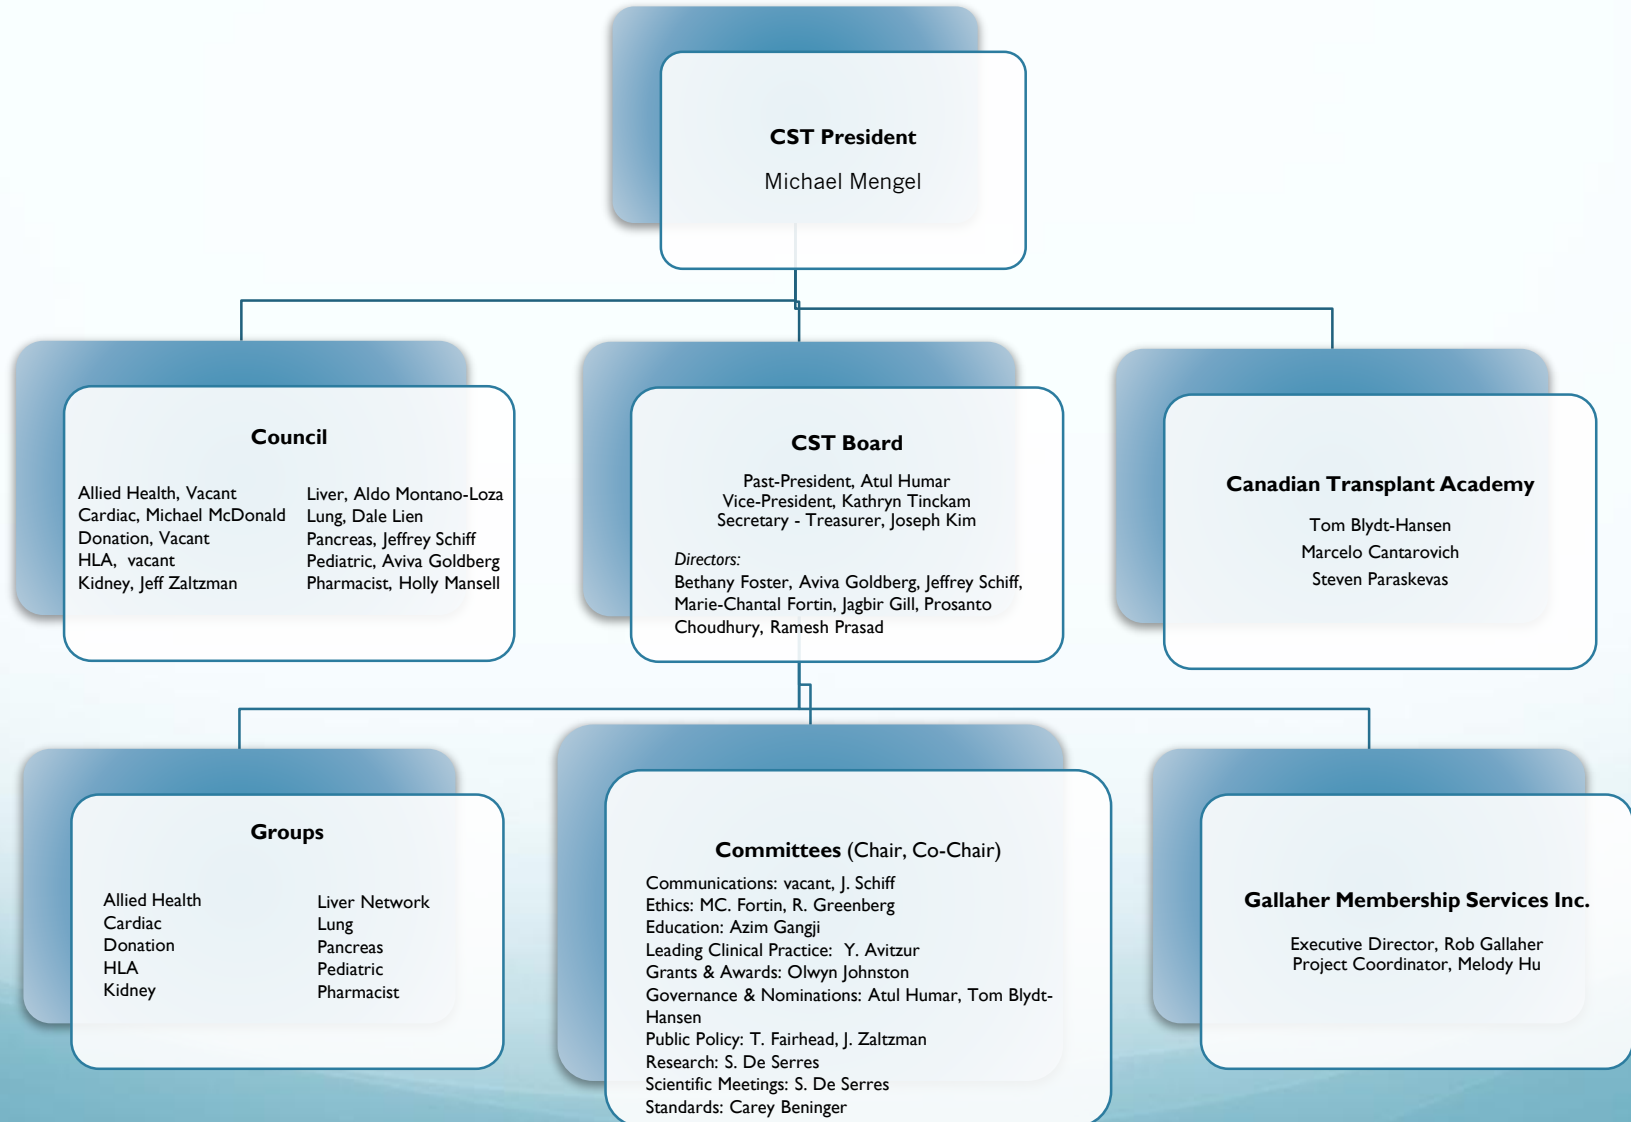 CST President
Michael Mengel
Council
Allied Health, Vacant
Cardiac, Michael McDonald
Donation, Vacant
HLA, vacant
Kidney, Jeff Zaltzman
Liver, Aldo Montano-Loza
Lung, Dale Lien
Pancreas, Jeffrey Schiff
Pediatric, Aviva Goldberg
Pharmacist, Holly Mansell
CST Board
Past-President, Atul Humar
Vice-President, Kathryn Tinckam
Secretary - Treasurer, Joseph Kim
Directors:
Bethany Foster, Aviva Goldberg, Jeffrey Schiff,
Marie-Chantal Fortin, Jagbir Gill, Prosanto
Choudhury, Ramesh Prasad
Canadian Transplant Academy
Tom Blydt-Hansen
Marcelo Cantarovich
Steven Paraskevas
Groups
Allied Health
Cardiac
Donation
HLA
Kidney
Liver Network
Lung
Pancreas
Pediatric
Pharmacist
Committees (Chair, Co-Chair)
Communications: vacant, J. Schiff
Ethics: MC. Fortin, R. Greenberg
Education: Azim Gangji
Leading Clinical Practice: Y. Avitzur
Grants & Awards: Olwyn Johnston
Governance & Nominations: Atul Humar, Tom Blydt-
Hansen
Public Policy: T. Fairhead, J. Zaltzman
Research: S. De Serres
Scientific Meetings: S. De Serres
Standards: Carey Beninger
Gallaher Membership Services Inc.
Executive Director, Rob Gallaher
Project Coordinator, Melody Hu